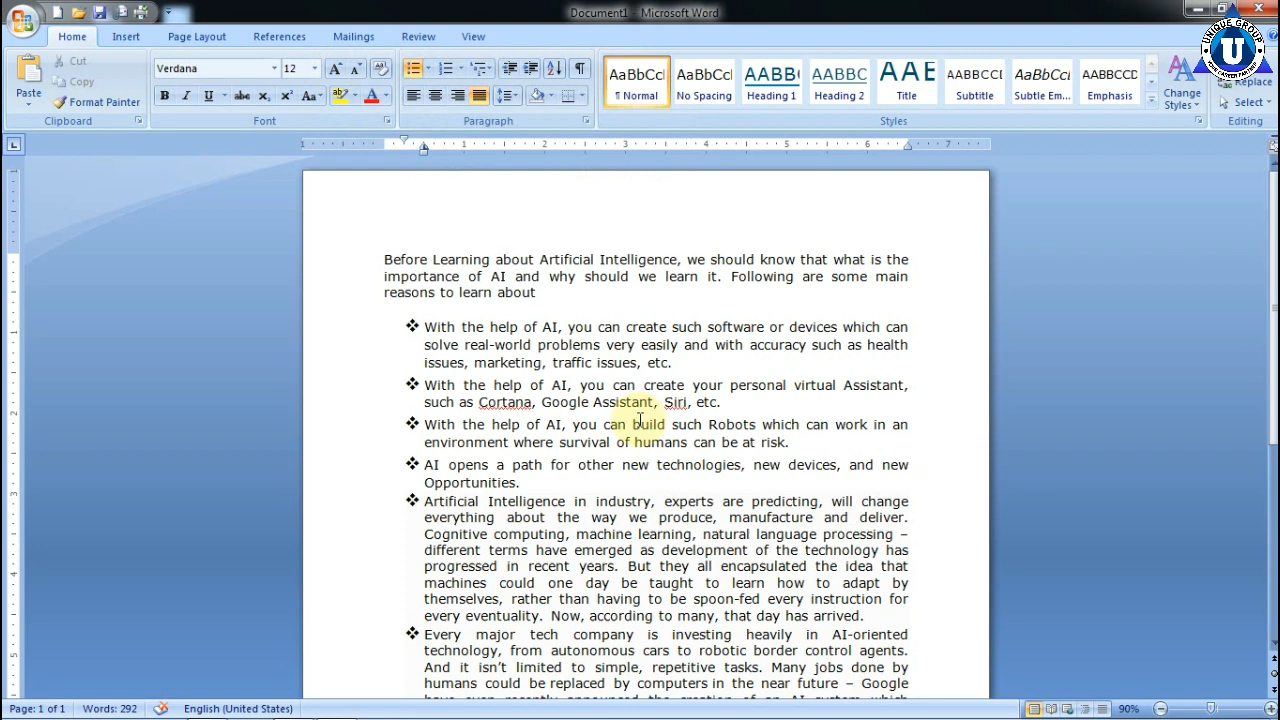 Document1 - Microsoft Word
Home Insert Page Layout References Mailings Review View
Paste
Cut
Copy
Format Painter
Clipboard
Verdana 12
Font
Paragraph
AaBbCcI AaBbCcI AABB( AABBC AAE AABBCCI AaBbCcI AABBCCD
¶ Normal No Spacing Heading 1 Heading 2 Title Subtitle Subtle Em... Emphasis
Change
Styles
Styles
Replace
Select
Editing
UNIQUE GROUP
U
Before Learning about Artificial Intelligence, we should know that what is the
importance of AI and why should we learn it. Following are some main
reasons to learn about
❖ With the help of AI, you can create such software or devices which can
solve real-world problems very easily and with accuracy such as health
issues, marketing, traffic issues, etc.
❖ With the help of AI, you can create your personal virtual Assistant,
such as Cortana, Google Assistant, Siri, etc.
❖ With the help of AI, you can build such Robots which can work in an
environment where survival of humans can be at risk.
❖ AI opens a path for other new technologies, new devices, and new
Opportunities.
❖ Artificial Intelligence in industry, experts are predicting, will change
everything about the way we produce, manufacture and deliver.
Cognitive computing, machine learning, natural language processing –
different terms have emerged as development of the technology has
progressed in recent years. But they all encapsulated the idea that
machines could one day be taught to learn how to adapt by
themselves, rather than having to be spoon-fed every instruction for
every eventuality. Now, according to many, that day has arrived.
❖ Every major tech company is investing heavily in AI-oriented
technology, from autonomous cars to robotic border control agents.
And it isn't limited to simple, repetitive tasks. Many jobs done by
humans could be replaced by computers in the near future – Google
Page: 1 of 1 Words: 292 English (United States) 90%